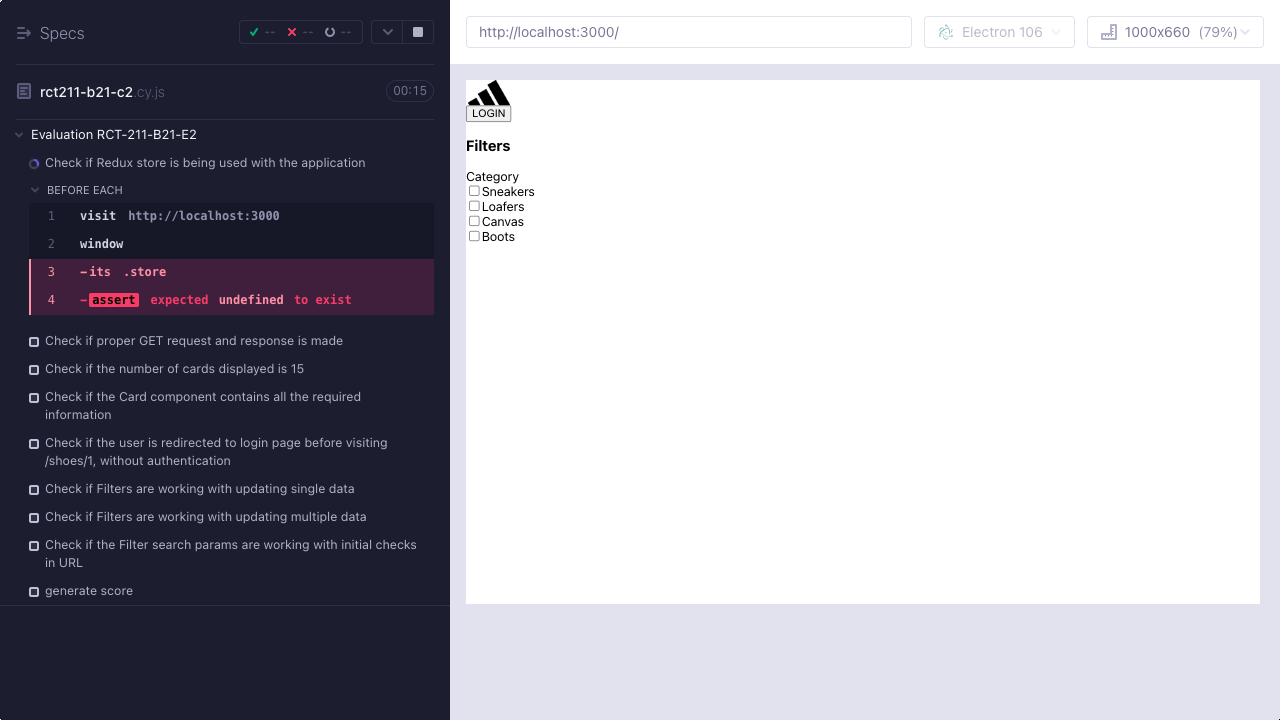 Specs
-- -- --
rct211-b21-c2.cy.js 00:15
Evaluation RCT-211-B21-E2
Check if Redux store is being used with the application
BEFORE EACH
1 visit http://localhost:3000
2 window
3 -its .store
4 -assert expected undefined to exist
Check if proper GET request and response is made
Check if the number of cards displayed is 15
Check if the Card component contains all the required
information
Check if the user is redirected to login page before visiting
/shoes/1, without authentication
Check if Filters are working with updating single data
Check if Filters are working with updating multiple data
Check if the Filter search params are working with initial checks
in URL
generate score
http://localhost:3000/
Electron 106
1000x660 (79%)
LOGIN
Filters
Category
Sneakers
Loafers
Canvas
Boots